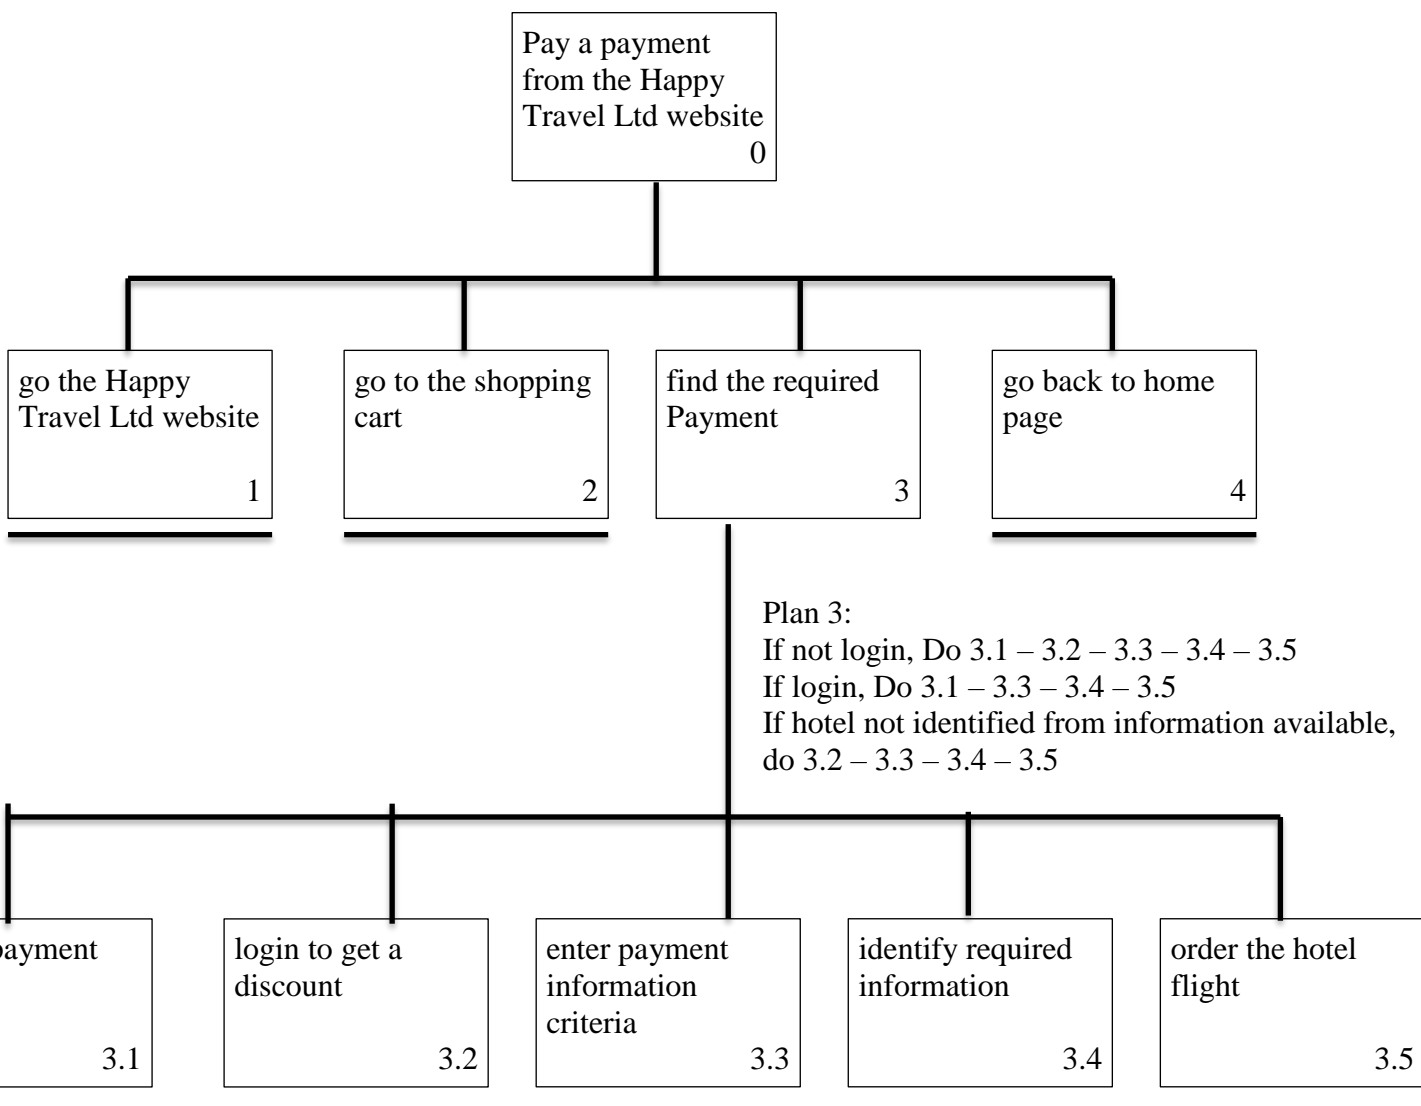 Pay a payment
from the Happy
Travel Ltd website
0
go the Happy
Travel Ltd website
1
go to the shopping
cart
2
find the required
Payment
3
go back to home
page
4
Plan 3:
If not login, Do 3.1 – 3.2 – 3.3 – 3.4 – 3.5
If login, Do 3.1 – 3.3 – 3.4 – 3.5
If hotel not identified from information available,
do 3.2 – 3.3 – 3.4 – 3.5
3.1
login to get a
discount
3.2
enter payment
information
criteria
3.3
identify required
information
3.4
order the hotel
flight
3.5